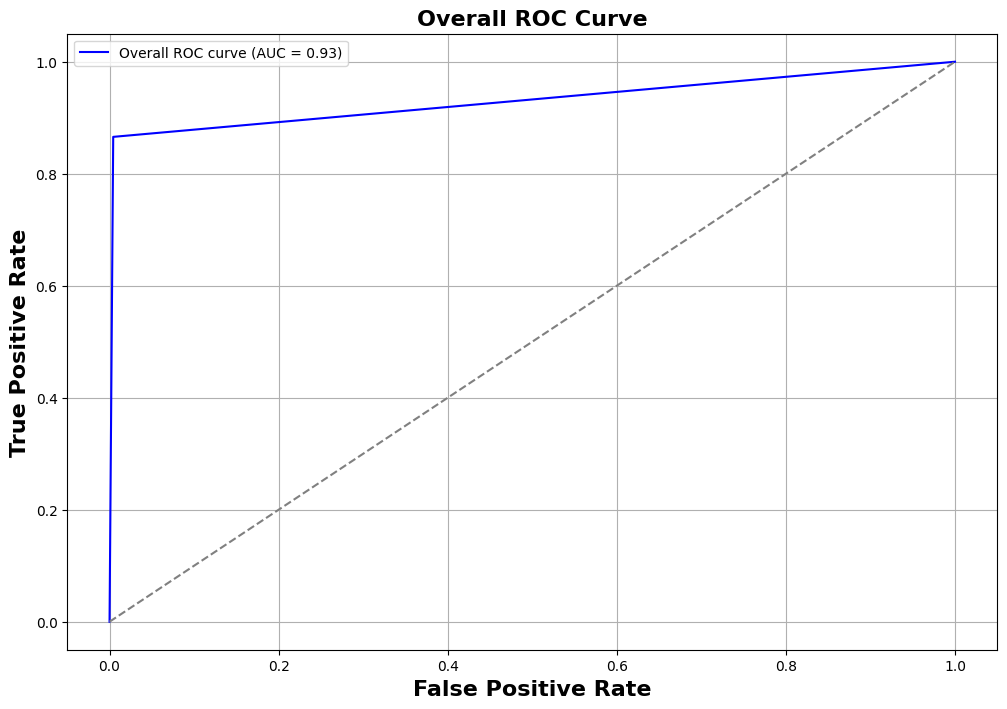 Overall ROC Curve
Overall ROC curve (AUC = 0.93)
True Positive Rate
1.0
0.8
0.6
0.4
0.2
0.0
0.0 0.2 0.4 0.6 0.8 1.0
False Positive Rate